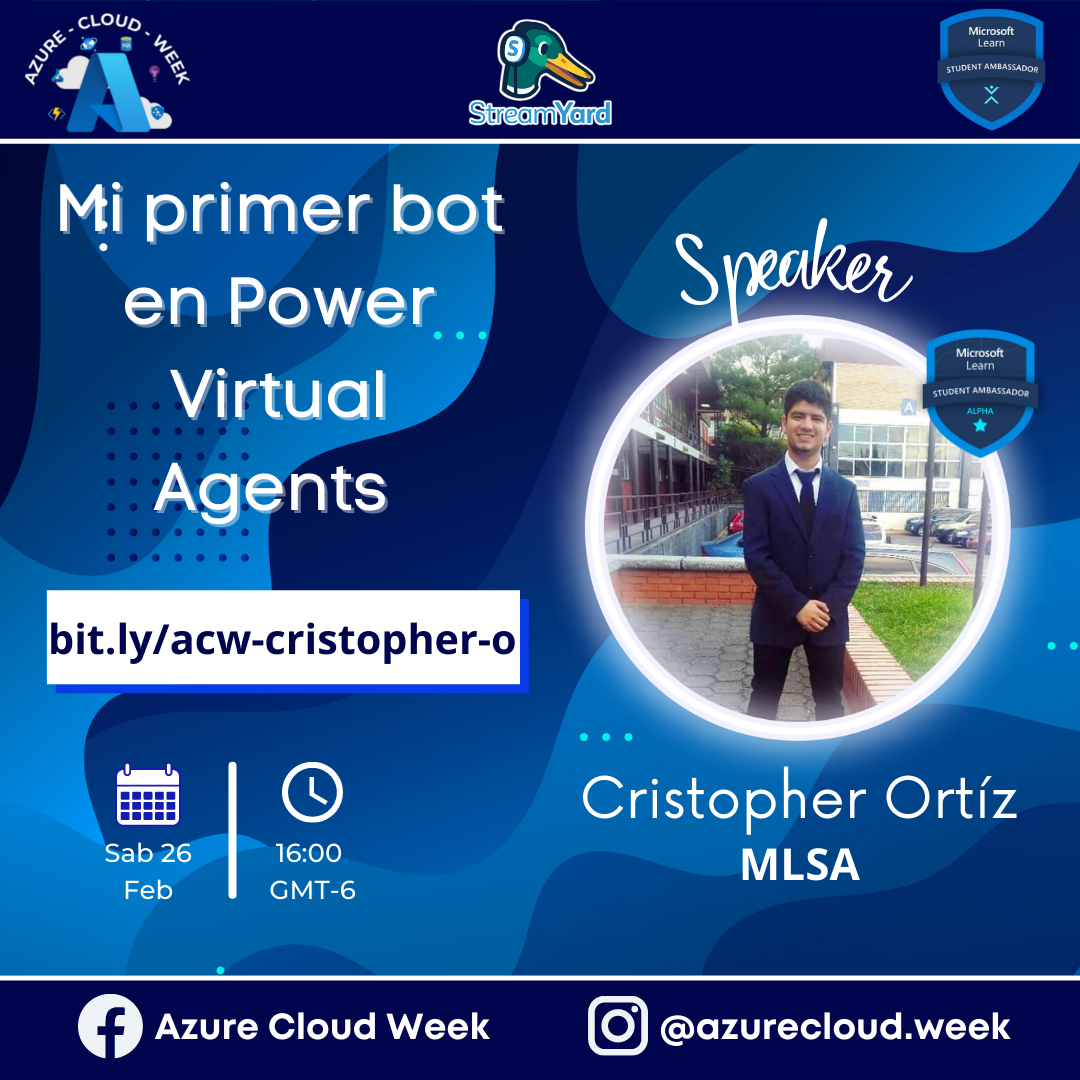 AZURE - CLOUD - WEEK
S
StreamYard
Microsoft
Learn
STUDENT AMBASSADOR
Mi primer bot
en Power
Virtual
Agents
bit.ly/acw-cristopher-o
Sab 26
Feb
16:00
GMT-6
Speaker
A
Microsoft
Learn
STUDENT AMBASSADOR
ALPHA
Cristopher Ortíz
MLSA
Azure Cloud Week
@azurecloud.week